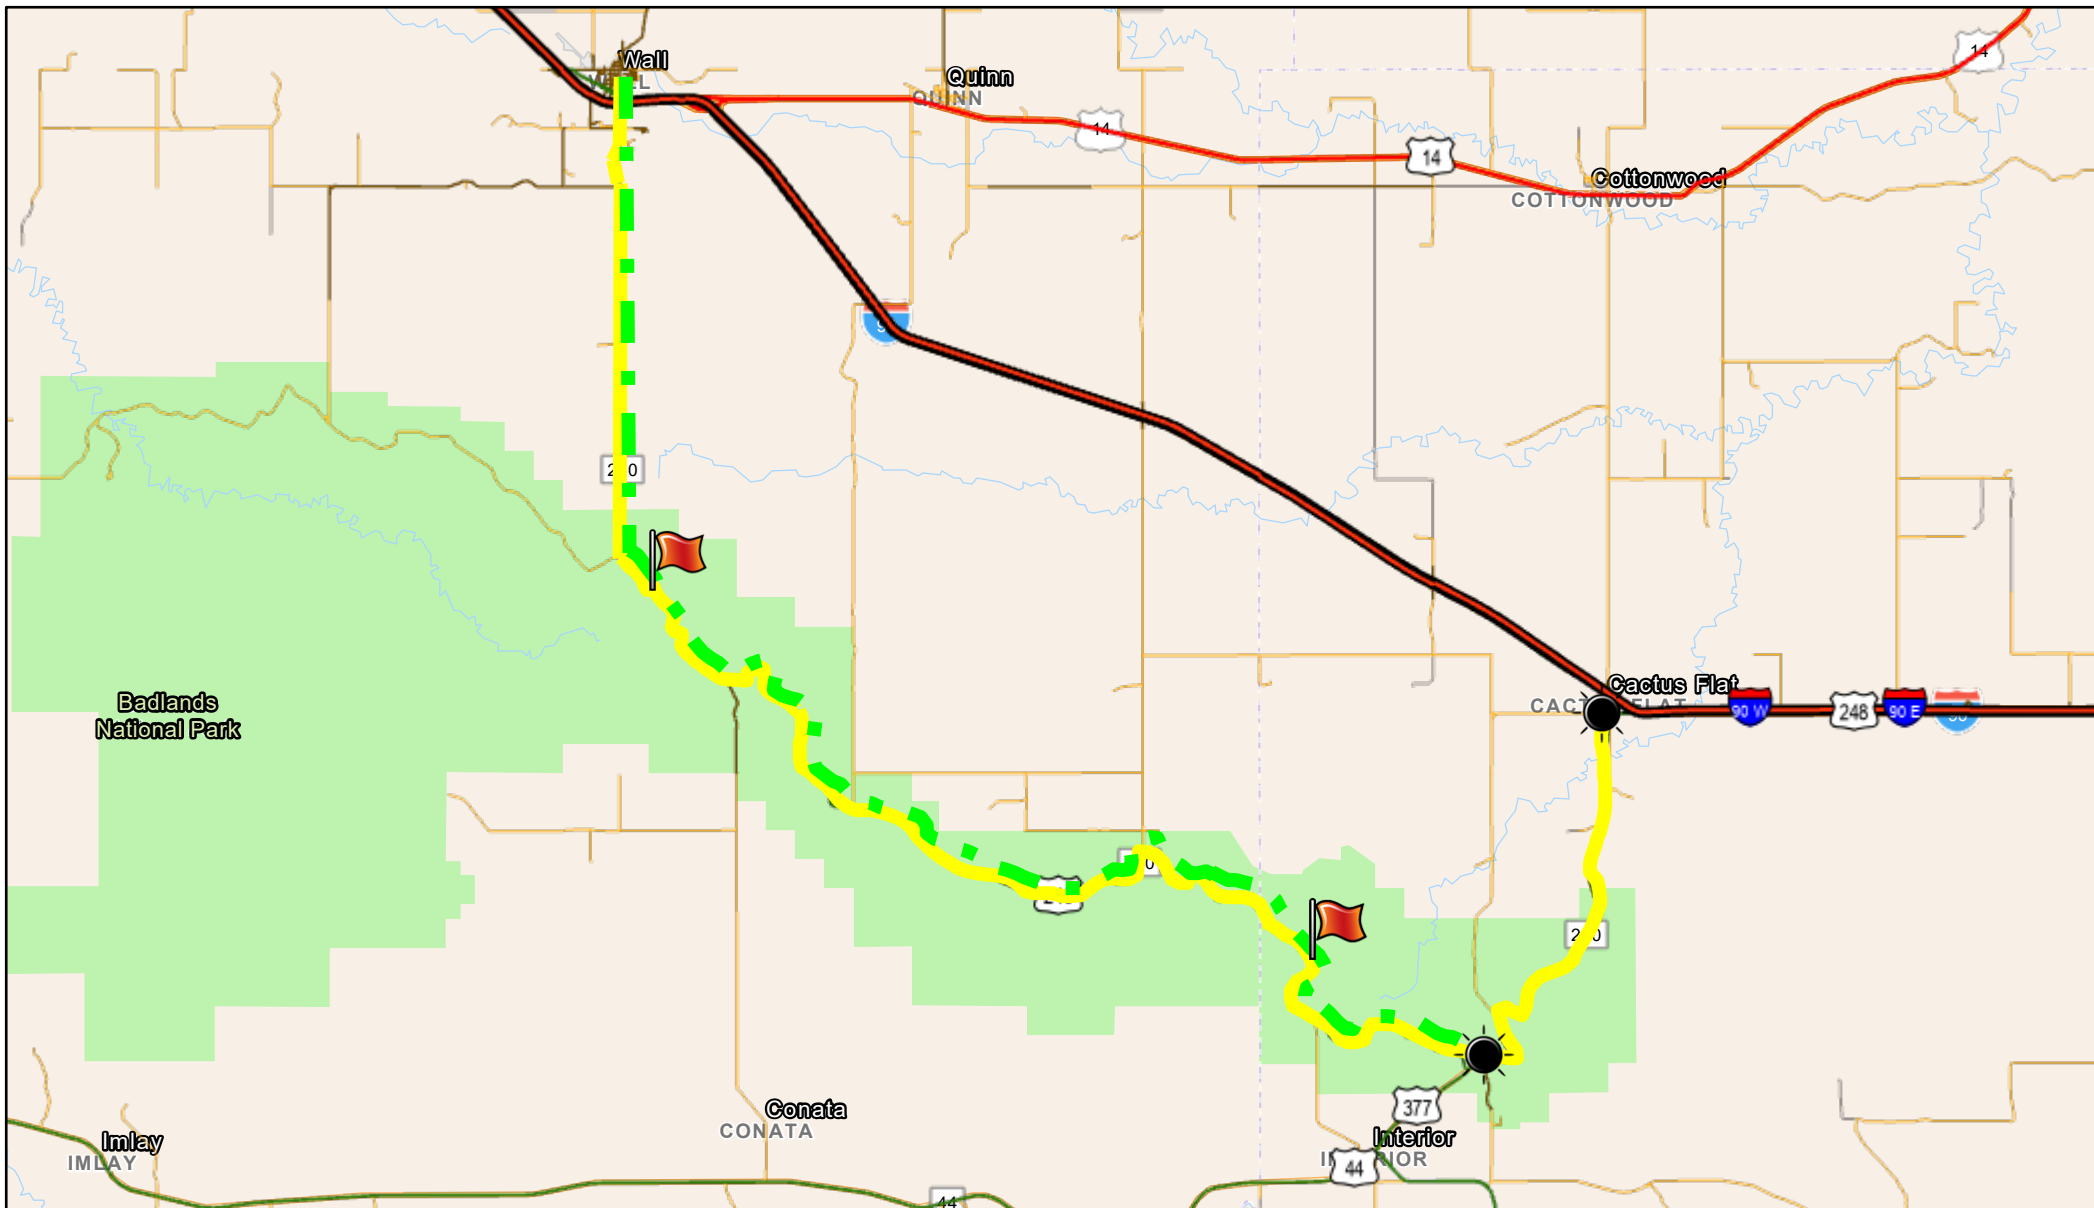 Wall
Quinn
QUINN
14
14
14
Cottonwood
COTTONWOOD
Badlands
National Park
Cactus Flat
90 W
248
90 E
377
Conata
CONATA
Interior
44
Imlay
IMLAY
44